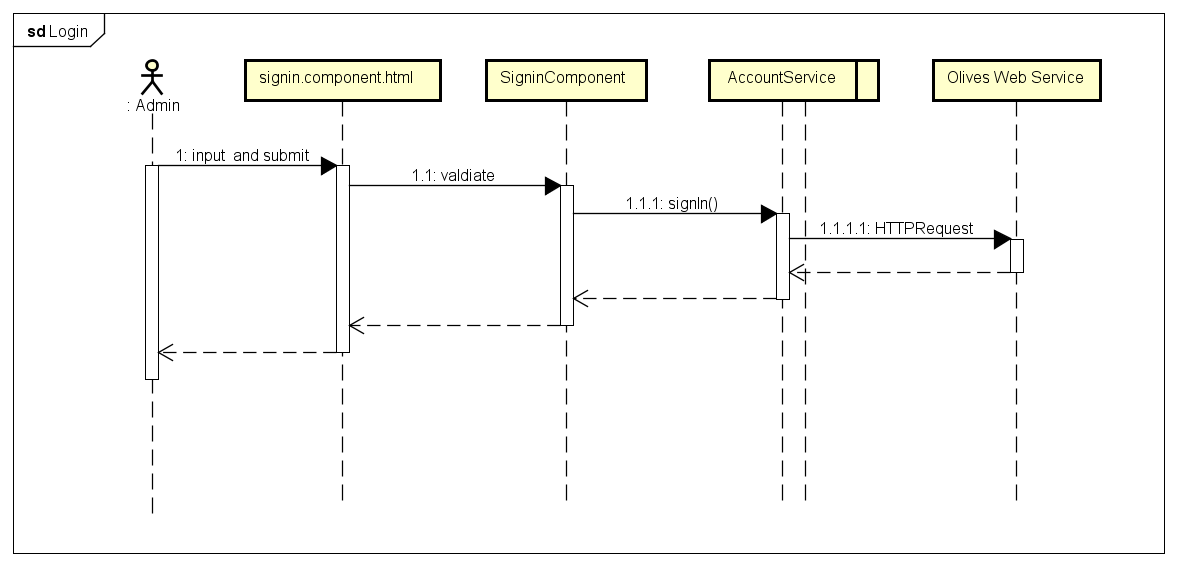 sd Login
: Admin
signin.component.html
SigninComponent
AccountService
Olives Web Service
1: input and submit
1.1: valdiate
1.1.1: signIn()
1.1.1.1: HTTPRequest